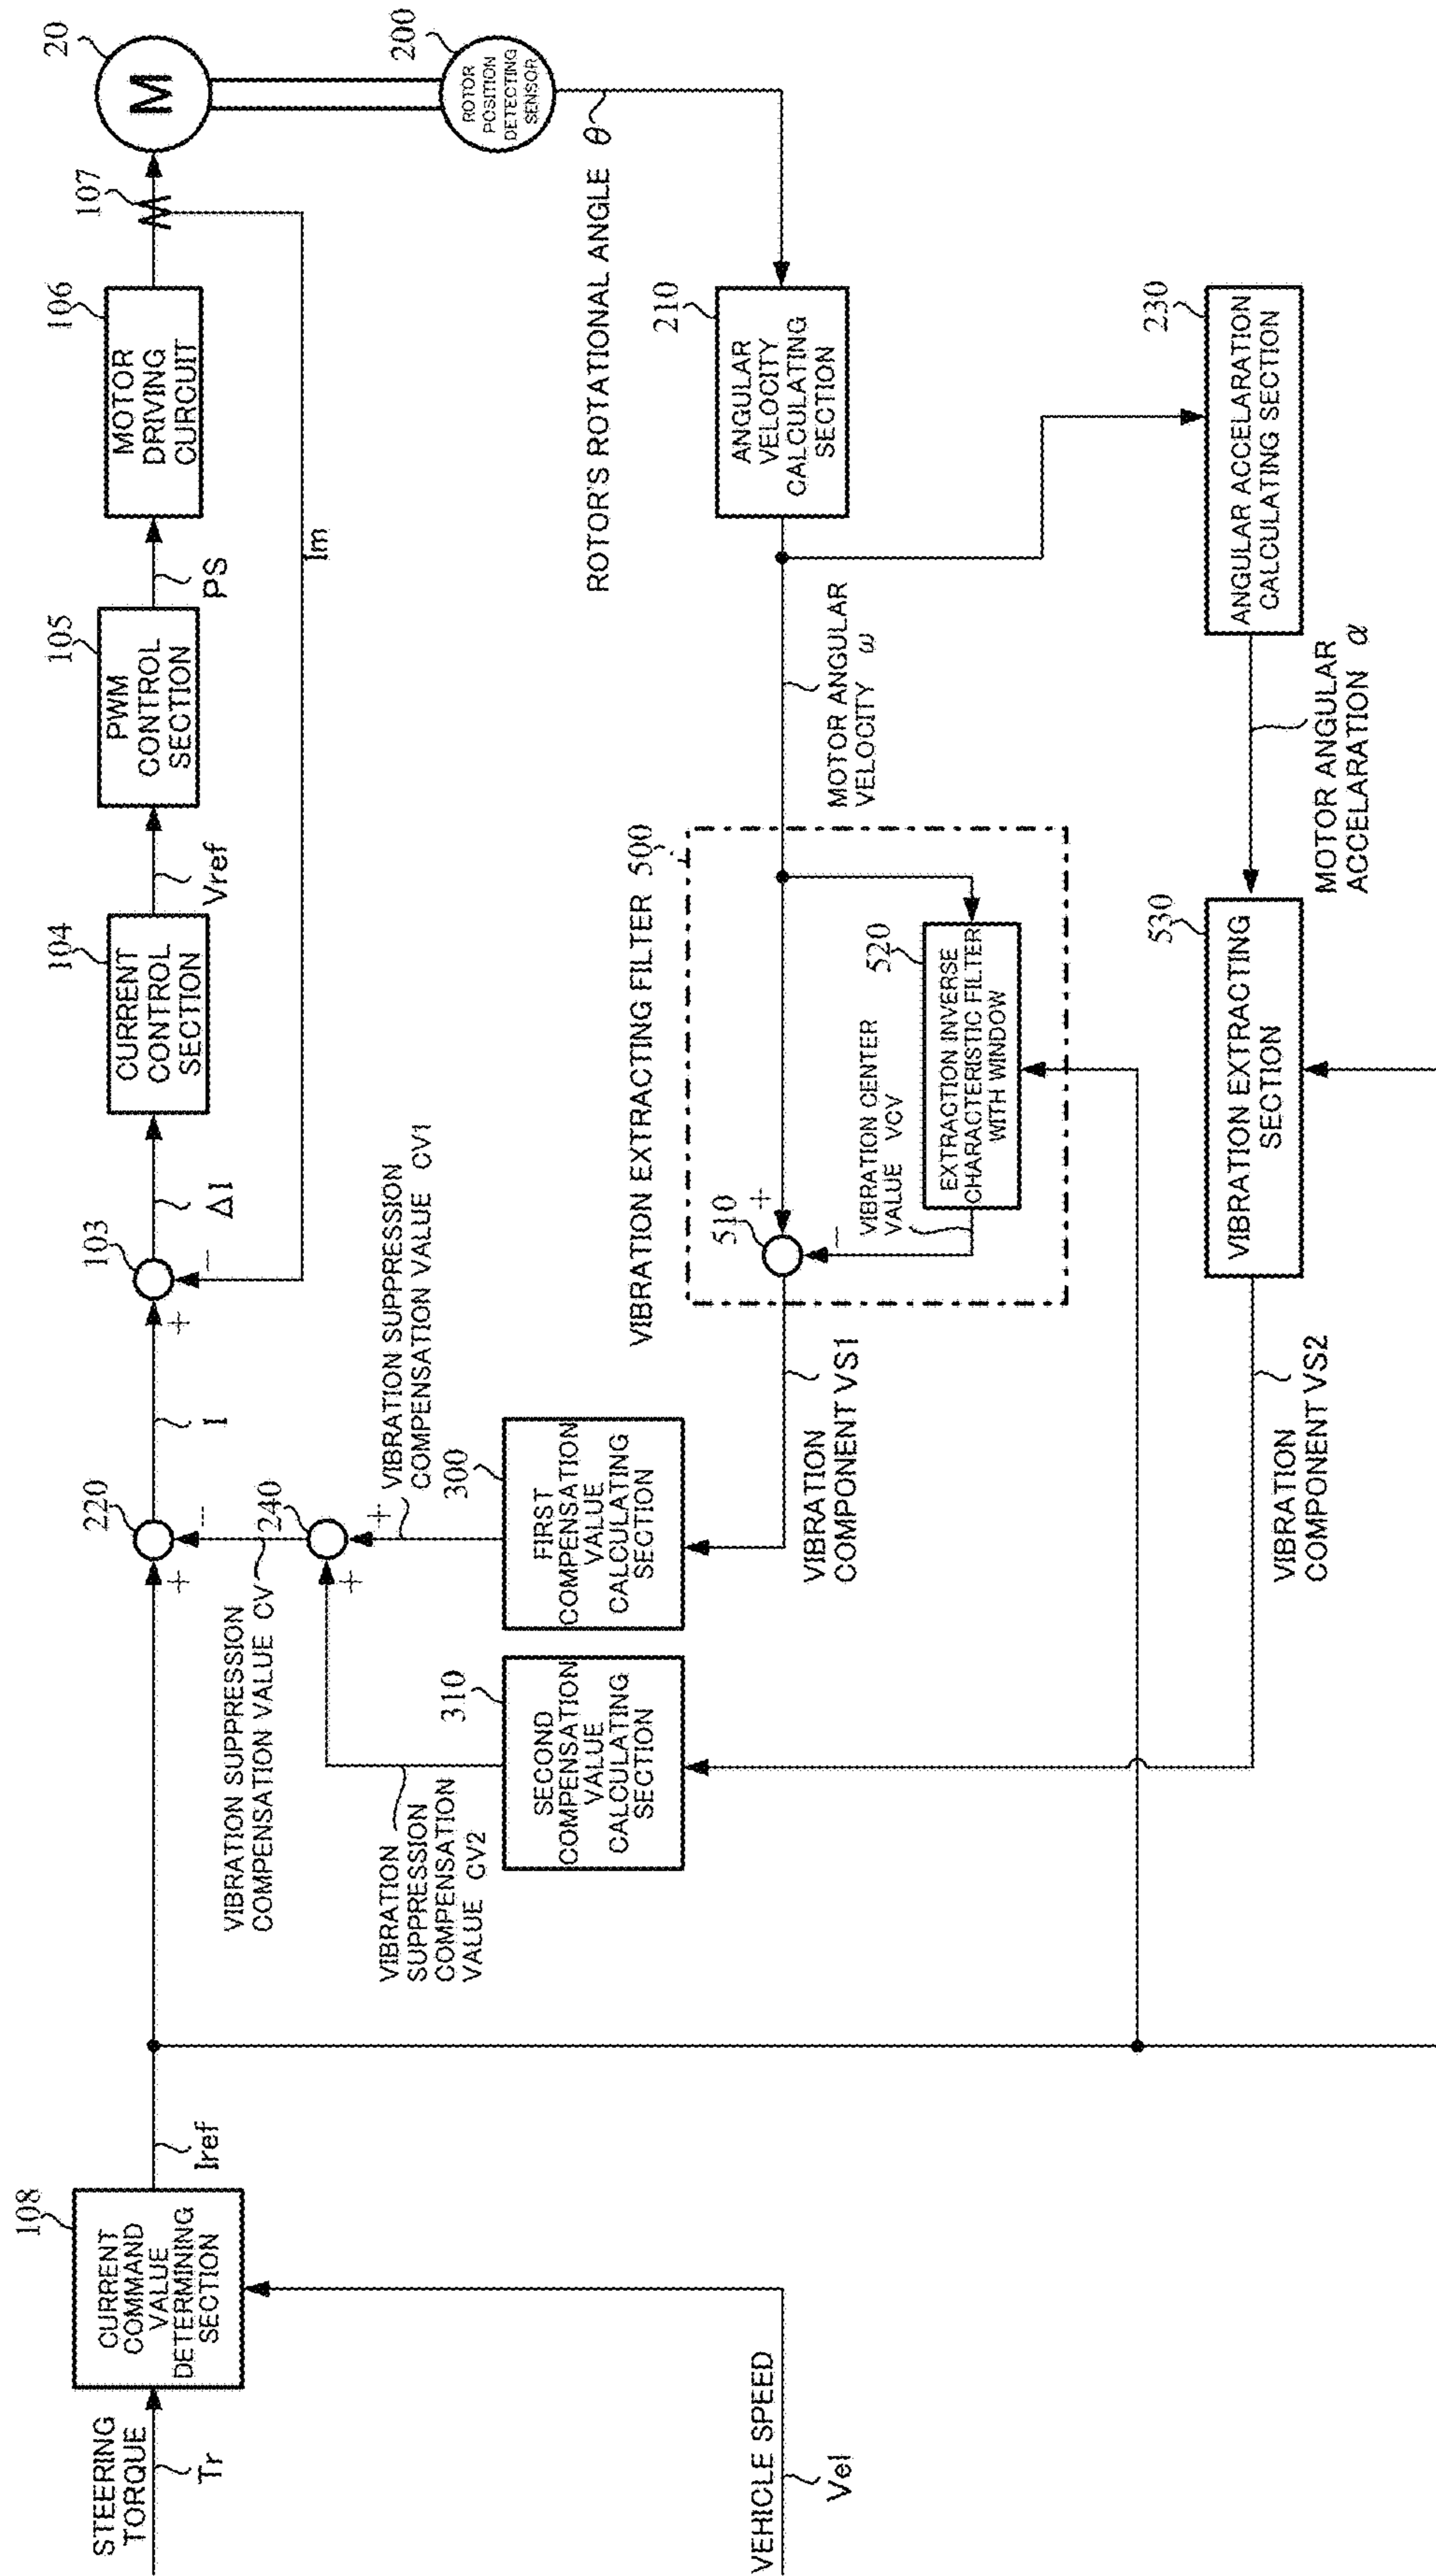 STEERING
TORQUE
Tr
108
CURRENT
COMMAND
VALUE
DETERMINING
SECTION
Iref
VEHICLE SPEED
Vel
220
+
−
I
103
+
−
ΔI
104
CURRENT
CONTROL
SECTION
Vref
105
PWM
CONTROL
SECTION
PS
106
MOTOR
DRIVING
CURCUIT
107
Im
20
M
200
ROTOR
POSITION
DETECTING
SENSOR
ROTOR'S ROTATIONAL ANGLE θ
VIBRATION SUPPRESSION
COMPENSATION VALUE CV
240
+
+
VIBRATION SUPPRESSION
COMPENSATION VALUE CV1
VIBRATION
SUPPRESSION
COMPENSATION
VALUE CV2
310
SECOND
COMPENSATION
VALUE
CALCULATING
SECTION
300
FIRST
COMPENSATION
VALUE
CALCULATING
SECTION
VIBRATION
COMPONENT VS1
VIBRATION EXTRACTING FILTER 500
510
+
−
VIBRATION CENTER
VALUE VCV
520
EXTRACTION INVERSE
CHARACTERISTIC FILTER
WITH WINDOW
MOTOR ANGULAR
VELOCITY ω
210
ANGULAR
VELOCITY
CALCULATING
SECTION
VIBRATION
COMPONENT VS2
530
VIBRATION EXTRACTING
SECTION
MOTOR ANGULAR
ACCELARATION α
230
ANGULAR ACCELARATION
CALCULATING SECTION